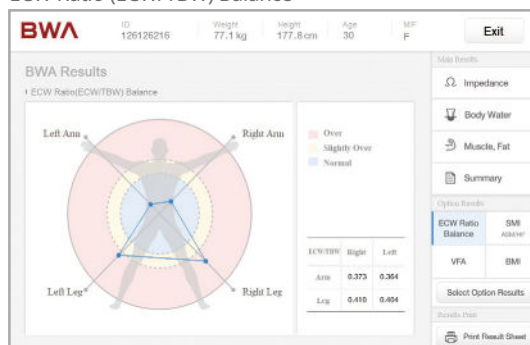 ECW Ratio (ECW/TBW) Balance
BWA
ID
126126216
Weight
77.1 kg
Height
177.8 cm
Age
30
M/F
F
Exit
BWA Results
ECW Ratio(ECW/TBW) Balance
Left Arm
Right Arm
Left Leg
Right Leg
Over
Slightly Over
Normal
ECW/TBW Right Left
Arm 0.373 0.364
Leg 0.410 0.404
Main Results
Impedance
Body Water
Muscle, Fat
Summary
Option Results
ECW Ratio
Balance
SMI
VFA
BMI
Select Option Results
Results Print
Print Result Sheet